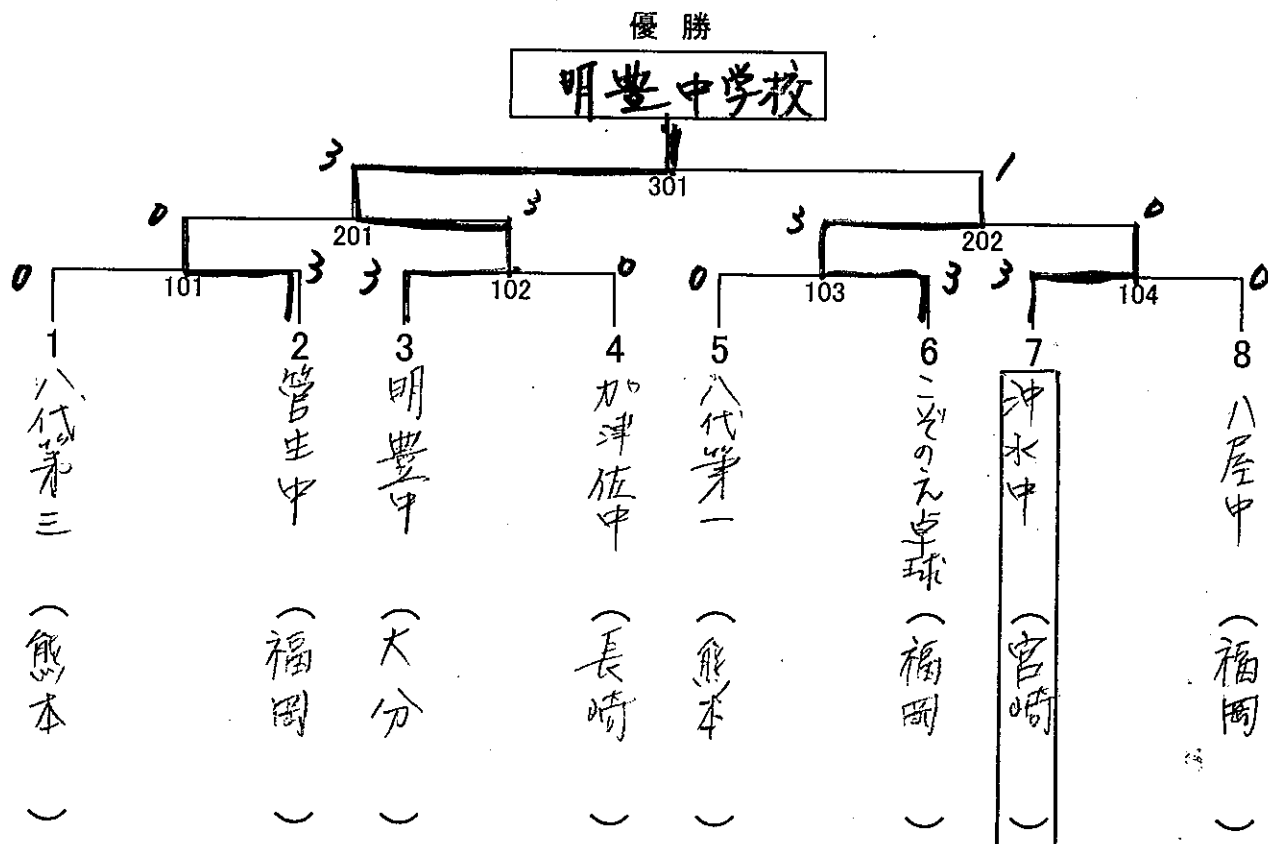 優勝
明豊中学校
3 301 1
0 201 3 3 202 0
0 101 3 3 102 0 0 103 3 3 104 0
1 2 3 4 5 6 7 8
八代第三（熊本）
菅生中（福岡）
明豊中（大分）
加津佐中（長崎）
八代第一（熊本）
こぞのえ卓球（福岡）
沖水中（宮崎）
八屋中（福岡）